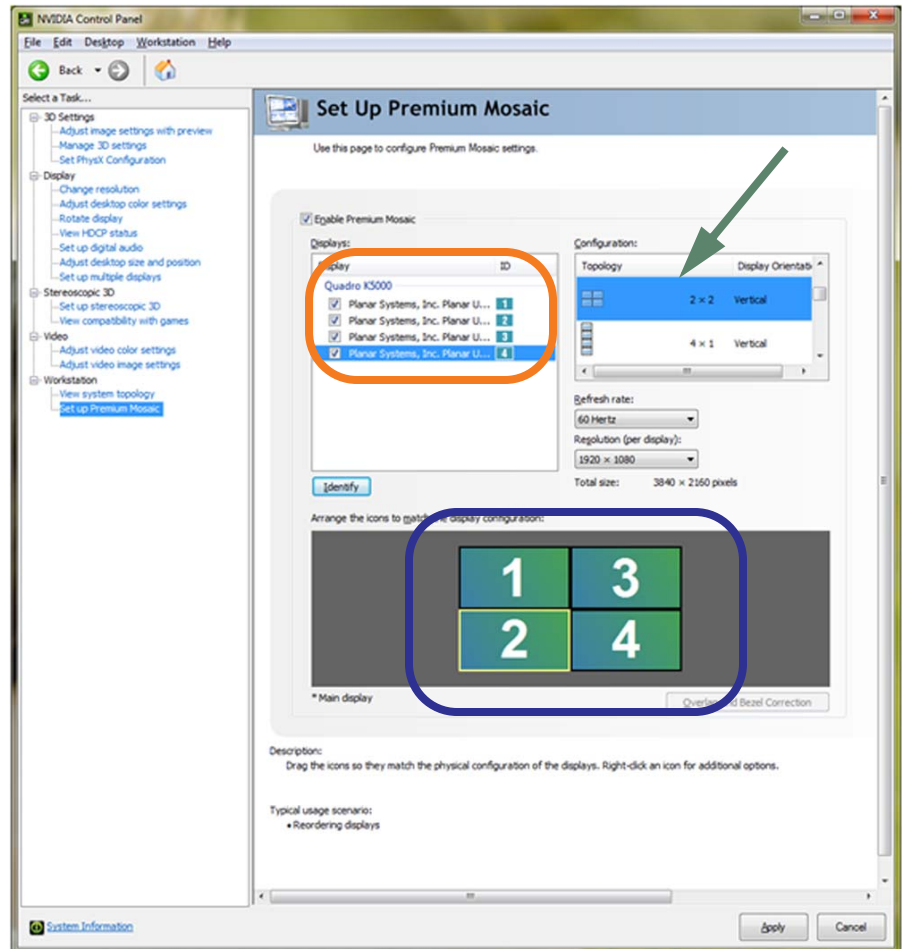 NVIDIA Control Panel
File Edit Desktop Workstation Help
Back
Select a Task...
3D Settings
Adjust image settings with preview
Manage 3D settings
Set PhysX Configuration
Display
Change resolution
Adjust desktop color settings
Rotate display
View HDCP status
Set up digital audio
Adjust desktop size and position
Set up multiple displays
Stereoscopic 3D
Set up stereoscopic 3D
View compatibility with games
Video
Adjust video color settings
Adjust video image settings
Workstation
View system topology
Set up Premium Mosaic
Set Up Premium Mosaic
Use this page to configure Premium Mosaic settings.
Enable Premium Mosaic
Displays:
Display ID
Quadro K5000
Planar Systems, Inc. Planar U... 1
Planar Systems, Inc. Planar U... 2
Planar Systems, Inc. Planar U... 3
Planar Systems, Inc. Planar U... 4
Identify
Configuration:
Topology Display Orientati
2 × 2 Vertical
4 × 1 Vertical
Refresh rate:
60 Hertz
Resolution (per display):
1920 × 1080
Total size: 3840 × 2160 pixels
Arrange the icons to match the display configuration:
1 3
2 4
* Main display
Overlap and Bezel Correction
Description:
Drag the icons so they match the physical configuration of the displays. Right-click an icon for additional options.
Typical usage scenario:
• Reordering displays
System Information
Apply Cancel